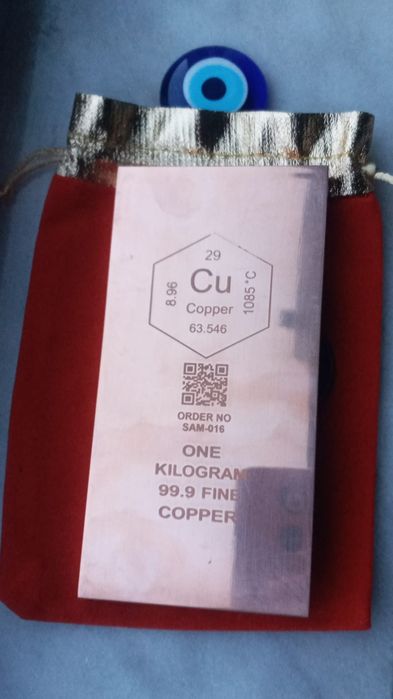 29
8.96
Cu
1085 °C
Copper
63.546
ORDER NO
SAM-016
ONE
KILOGRAM
99.9 FINE
COPPER